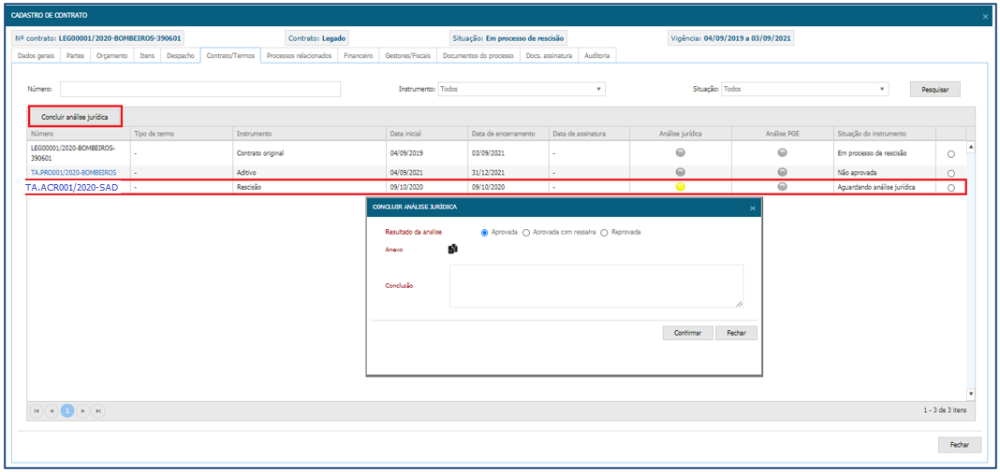 CADASTRO DE CONTRATO
Nº contrato: LEG00001/2020-BOMBEIROS-390601 Contrato: Legado Situação: Em processo de rescisão Vigência: 04/09/2019 a 03/09/2021
Dados gerais Partes Orçamento Itens Despacho Contrato/Termos Processos relacionados Financeiro Gestores/Fiscais Documentos do processo Docs. assinatura Auditoria
Número: Instrumento: Todos Situação: Todos Pesquisar
Concluir análise jurídica
Número Tipo de termo Instrumento Data inicial Data de encerramento Data de assinatura Análise jurídica Análise PGE Situação do instrumento
LEG00001/2020-BOMBEIROS-
390601 - Contrato original 04/09/2019 03/09/2021 - Em processo de rescisão
TA.PRO001/2020-BOMBEIROS - Aditivo 04/09/2021 31/12/2021 - Não aprovada
TA.ACR001/2020-SAD - Rescisão 09/10/2020 09/10/2020 - Aguardando análise jurídica
CONCLUIR ANÁLISE JURÍDICA
Resultado da análise Aprovada Aprovada com ressalva Reprovada
Anexo
Conclusão
Confirmar Fechar
1
1 - 3 de 3 itens
Fechar